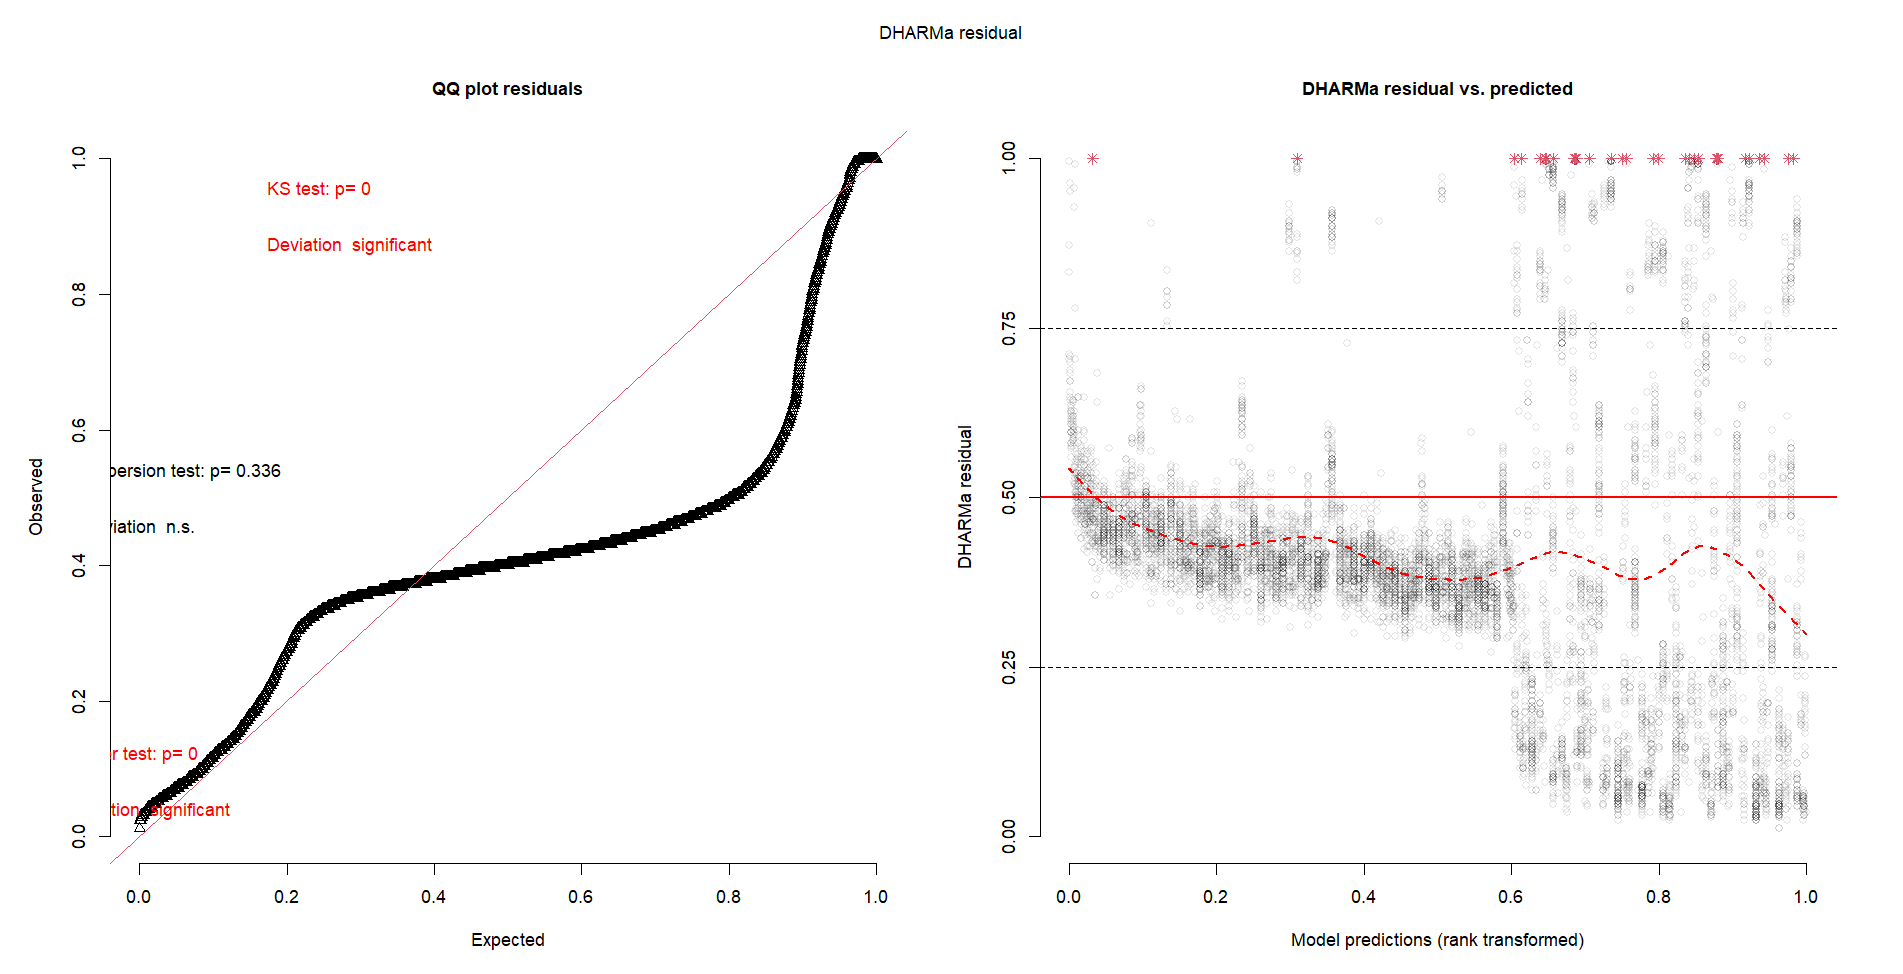 DHARMa residual
QQ plot residuals
KS test: p= 0
Deviation  significant
test: p= 0.336
n.s.
test: p= 0
significant
Observed
1.0
0.8
0.6
0.4
0.2
0.0
0.0 0.2 0.4 0.6 0.8 1.0
Expected
DHARMa residual vs. predicted
DHARMa residual
1.00
0.75
0.50
0.25
0.00
0.0 0.2 0.4 0.6 0.8 1.0
Model predictions (rank transformed)